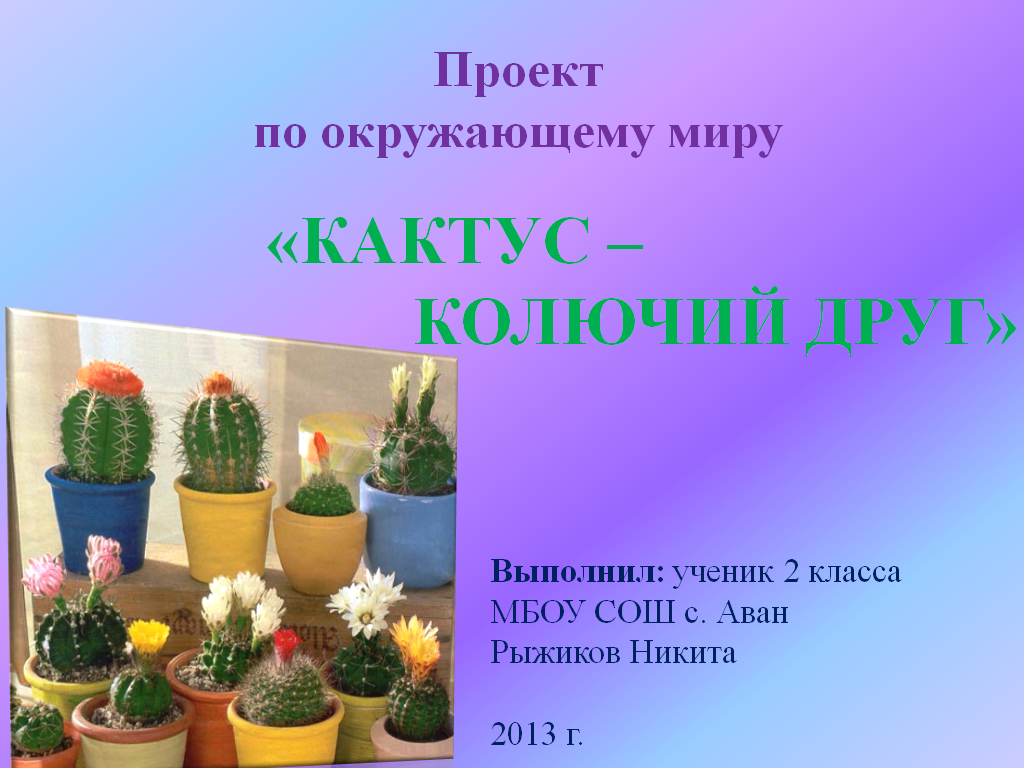 Проект
по окружающему миру
«КАКТУС –
КОЛЮЧИЙ ДРУГ»
Выполнил: ученик 2 класса
МБОУ СОШ с. Аван
Рыжиков Никита
2013 г.